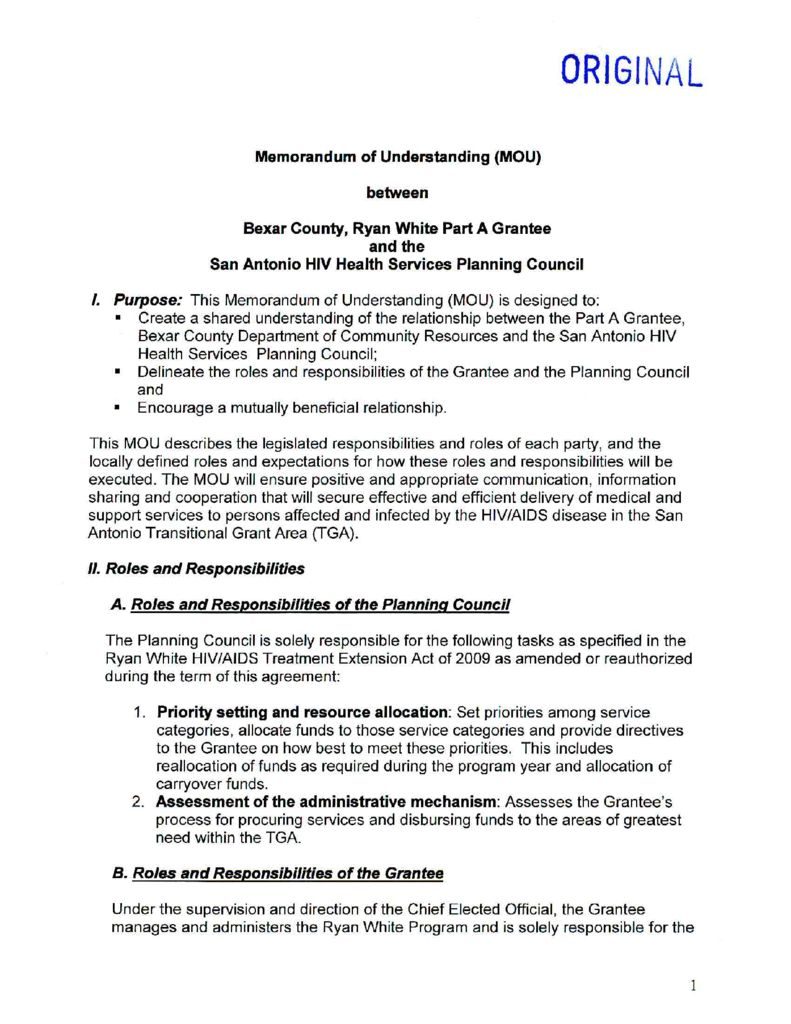 ORIGINAL
Memorandum of Understanding (MOU)
between
Bexar County, Ryan White Part A Grantee
and the
San Antonio HIV Health Services Planning Council
I. Purpose: This Memorandum of Understanding (MOU) is designed to:
▪ Create a shared understanding of the relationship between the Part A Grantee,
Bexar County Department of Community Resources and the San Antonio HIV
Health Services Planning Council;
▪ Delineate the roles and responsibilities of the Grantee and the Planning Council
and
▪ Encourage a mutually beneficial relationship.
This MOU describes the legislated responsibilities and roles of each party, and the
locally defined roles and expectations for how these roles and responsibilities will be
executed. The MOU will ensure positive and appropriate communication, information
sharing and cooperation that will secure effective and efficient delivery of medical and
support services to persons affected and infected by the HIV/AIDS disease in the San
Antonio Transitional Grant Area (TGA).
II. Roles and Responsibilities
A. Roles and Responsibilities of the Planning Council
The Planning Council is solely responsible for the following tasks as specified in the
Ryan White HIV/AIDS Treatment Extension Act of 2009 as amended or reauthorized
during the term of this agreement:
1. Priority setting and resource allocation: Set priorities among service
categories, allocate funds to those service categories and provide directives
to the Grantee on how best to meet these priorities. This includes
reallocation of funds as required during the program year and allocation of
carryover funds.
2. Assessment of the administrative mechanism: Assesses the Grantee's
process for procuring services and disbursing funds to the areas of greatest
need within the TGA.
B. Roles and Responsibilities of the Grantee
Under the supervision and direction of the Chief Elected Official, the Grantee
manages and administers the Ryan White Program and is solely responsible for the
1